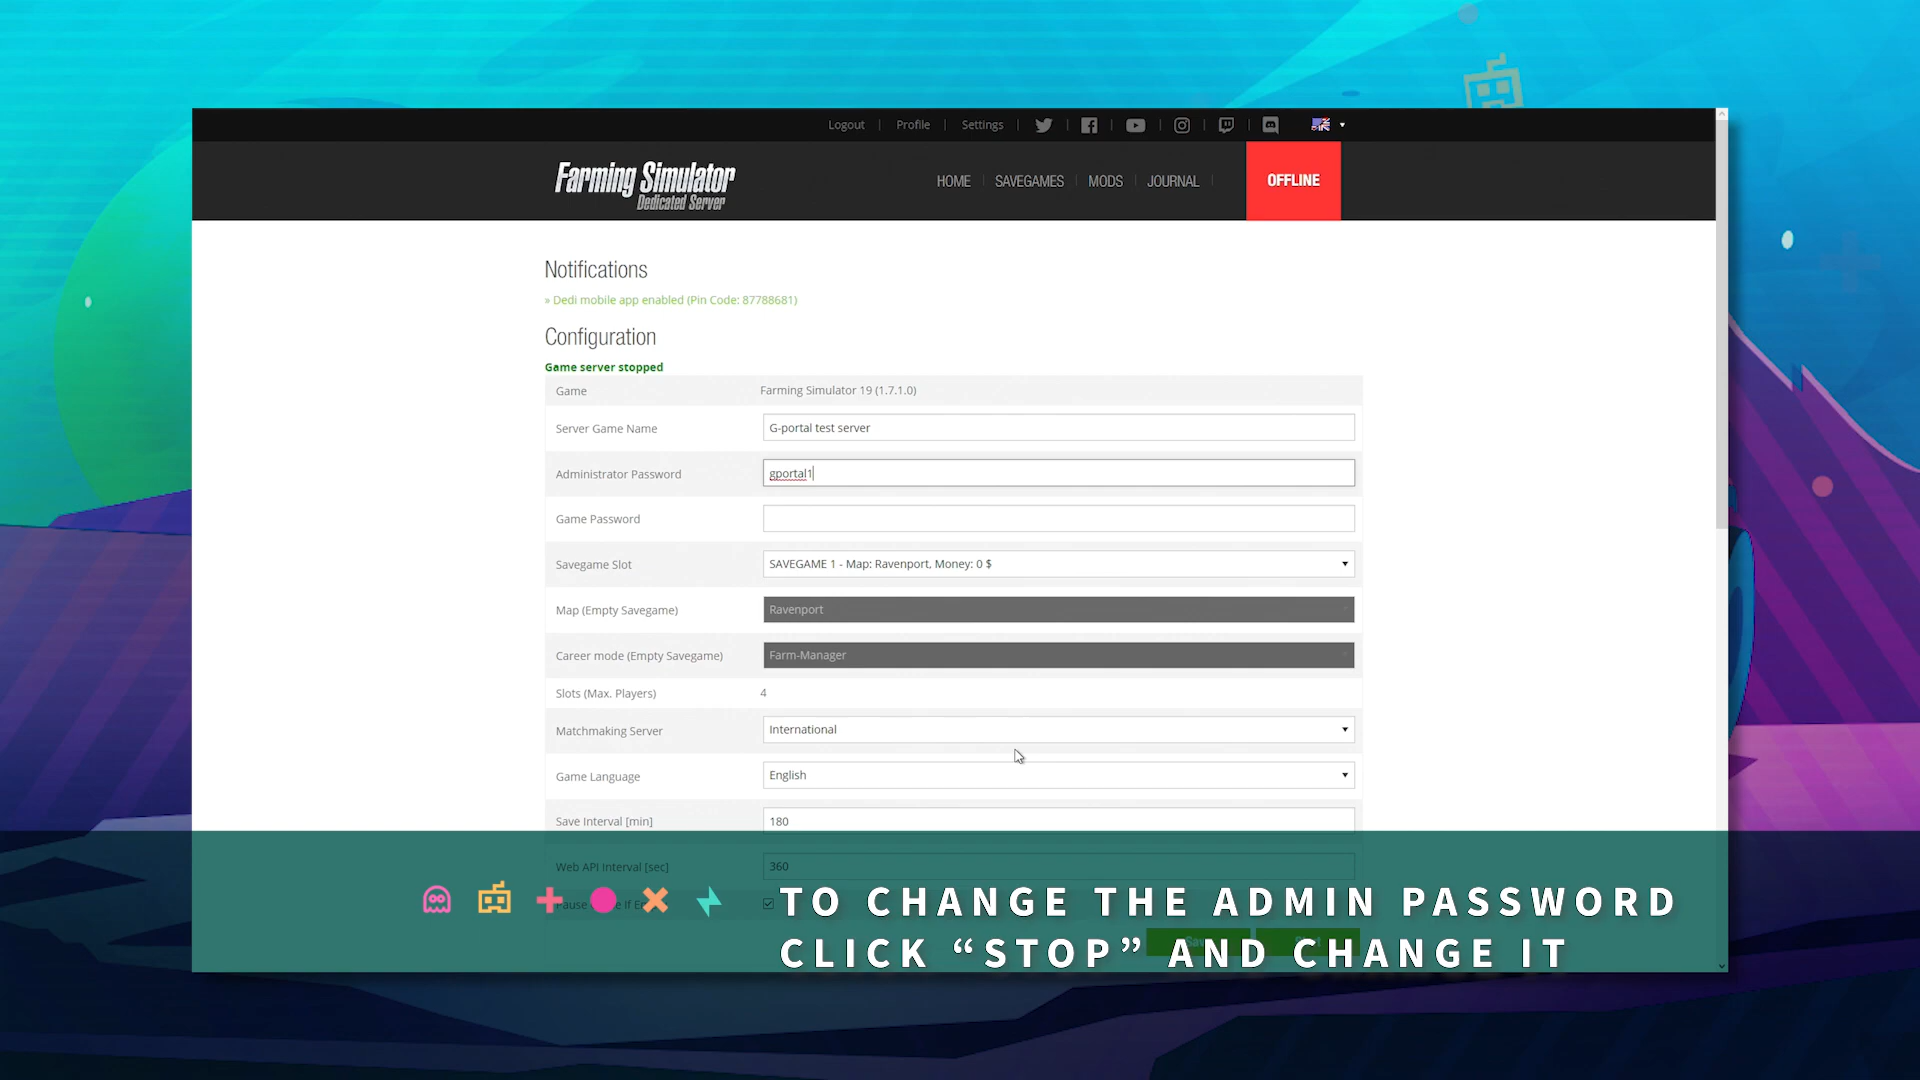 Logout Profile Settings
Farming Simulator
Dedicated Server
HOME SAVEGAMES MODS JOURNAL OFFLINE
Notifications
» Dedi mobile app enabled (Pin Code: 87788681)
Configuration
Game server stopped
Game Farming Simulator 19 (1.7.1.0)
Server Game Name G-portal test server
Administrator Password gportal1
Game Password
Savegame Slot SAVEGAME 1 - Map: Ravenport, Money: 0 $
Map (Empty Savegame) Ravenport
Career mode (Empty Savegame) Farm-Manager
Slots (Max. Players) 4
Matchmaking Server International
Game Language English
Save Interval [min] 180
Web API Interval [sec] 360
TO CHANGE THE ADMIN PASSWORD
CLICK “STOP” AND CHANGE IT